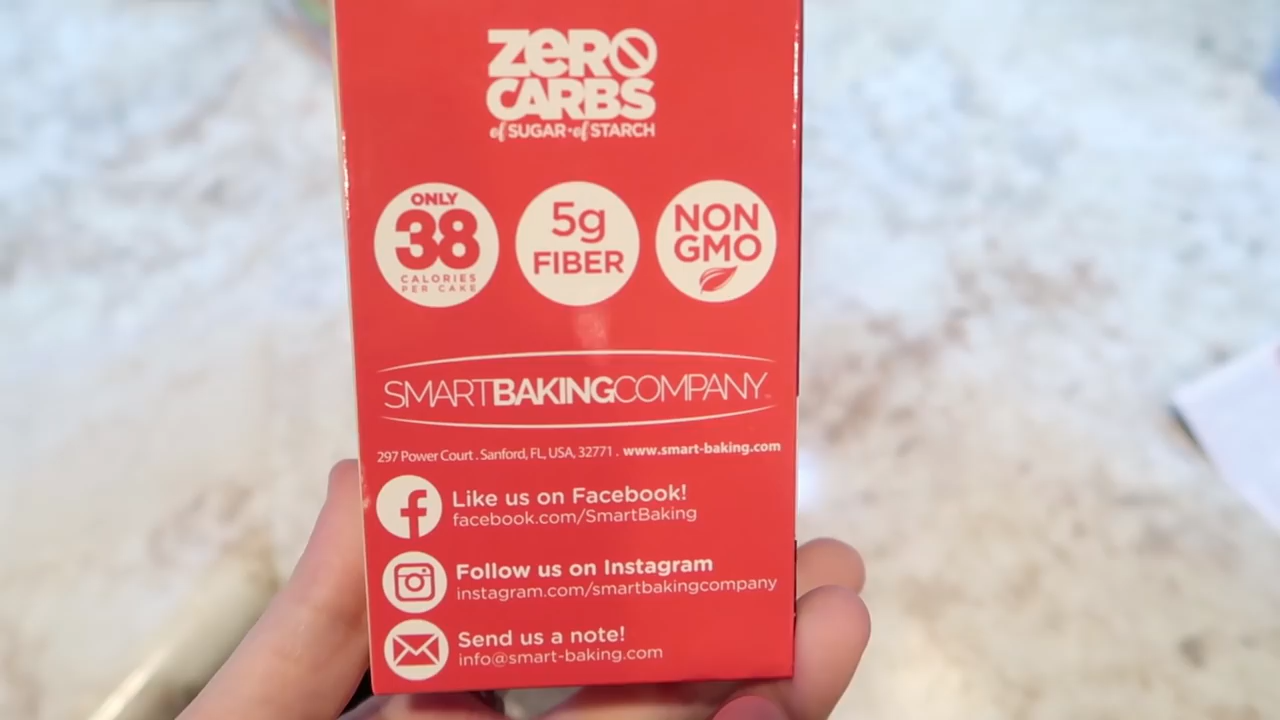 ZERO
CARBS
of SUGAR • of STARCH
ONLY
38
CALORIES
PER CAKE
5g
FIBER
NON
GMO
SMARTBAKINGCOMPANY
297 Power Court . Sanford, FL, USA, 32771 . www.smart-baking.com
Like us on Facebook!
facebook.com/SmartBaking
Follow us on Instagram
instagram.com/smartbakingcompany
Send us a note!
info@smart-baking.com